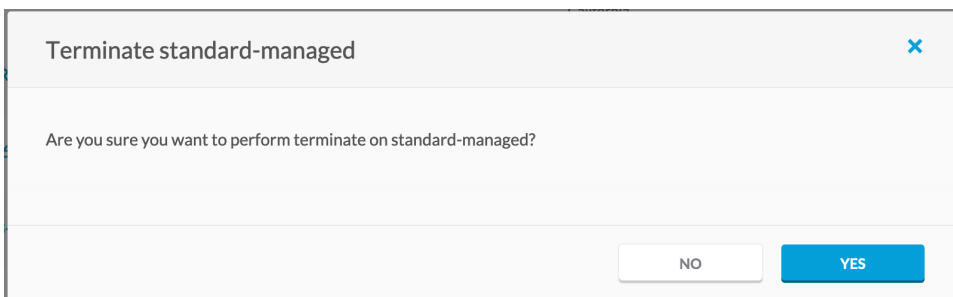 Terminate standard-managed
Are you sure you want to perform terminate on standard-managed?
NO
YES